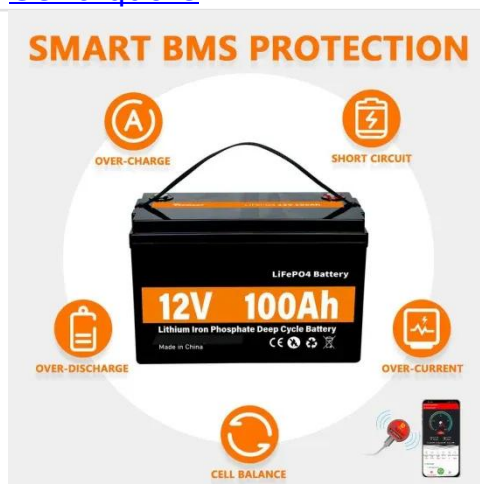 SMART BMS PROTECTION
OVER-CHARGE
SHORT CIRCUIT
LiFePO4 Battery
12V 100Ah
Lithium Iron Phosphate Deep Cycle Battery
Made in China
OVER-DISCHARGE
OVER-CURRENT
CELL BALANCE